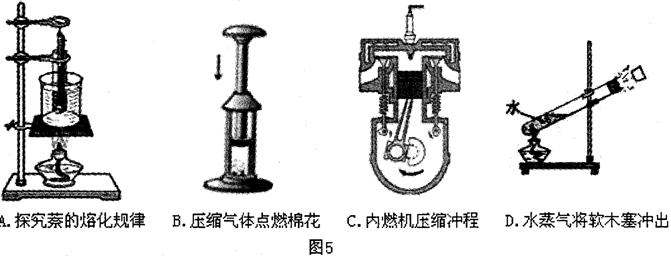 水
A.探究萘的熔化规律
B.压缩气体点燃棉花
C.内燃机压缩冲程
D.水蒸气将软木塞冲出
图5